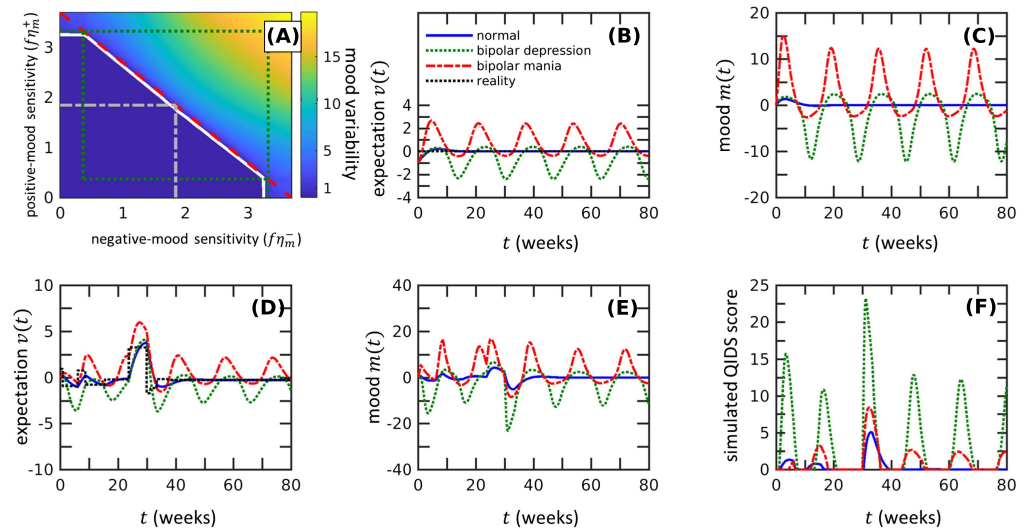 (A)
positive-mood sensitivity (fη_m^+)
3
2
1
0
0 1 2 3
negative-mood sensitivity (fη_m^−)
15
10
5
1
mood variability
(B)
normal
bipolar depression
bipolar mania
reality
expectation v(t)
4
2
0
-2
-4
0 20 40 60 80
t (weeks)
(C)
mood m(t)
20
10
0
-10
-20
0 20 40 60 80
t (weeks)
(D)
expectation v(t)
10
5
0
-5
-10
0 20 40 60 80
t (weeks)
(E)
mood m(t)
40
20
0
-20
-40
0 20 40 60 80
t (weeks)
(F)
simulated QIDS score
25
20
15
10
5
0
0 20 40 60 80
t (weeks)